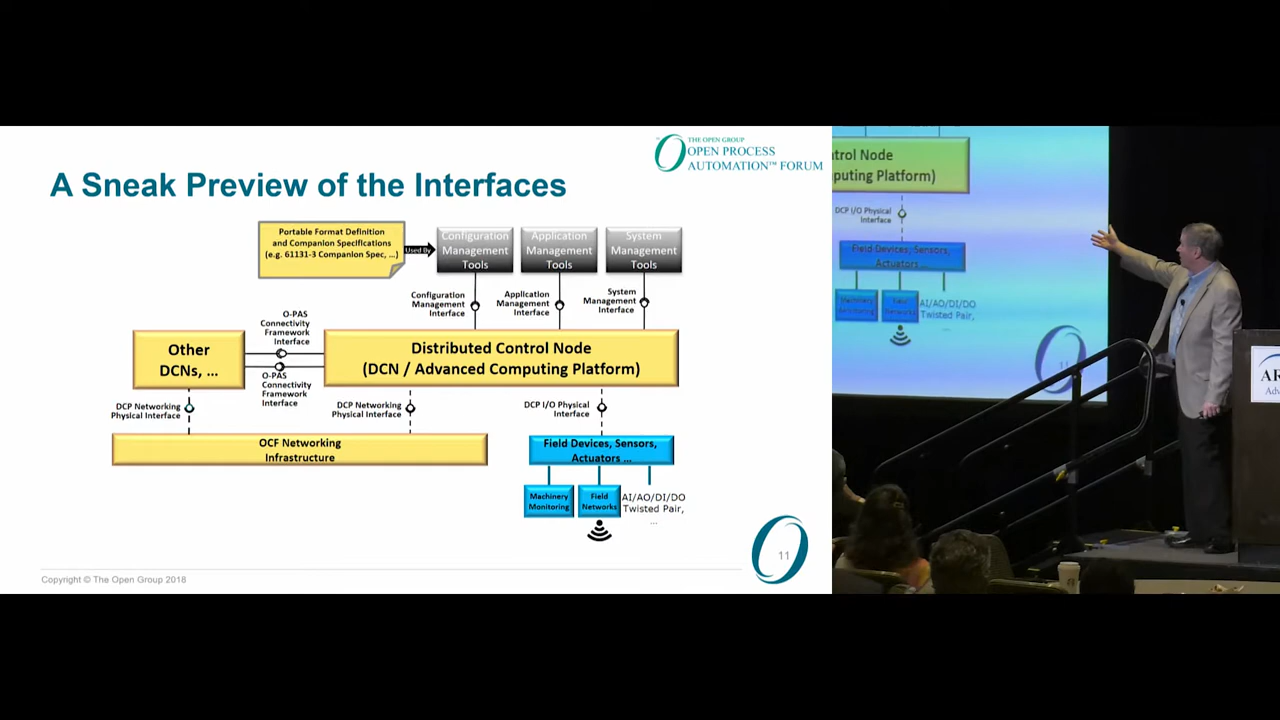 THE OPEN GROUP
OPEN PROCESS
AUTOMATION™ FORUM
A Sneak Preview of the Interfaces
Portable Format Definition
and Companion Specifications
(e.g. 61131-3 Companion Spec, ...)
Used By
Configuration
Management
Tools
Application
Management
Tools
System
Management
Tools
Configuration
Management
Interface
Application
Management
Interface
System
Management
Interface
O-PAS
Connectivity
Framework
Interface
Other
DCNs, ...
Distributed Control Node
(DCN / Advanced Computing Platform)
O-PAS
Connectivity
Framework
Interface
DCP Networking
Physical Interface
DCP Networking
Physical Interface
DCP I/O Physical
Interface
OCF Networking
Infrastructure
Field Devices, Sensors,
Actuators ...
Machinery
Monitoring
Field
Networks
AI/AO/DI/DO
Twisted Pair,
...
11
Copyright © The Open Group 2018
trol Node
puting Platform)
DCP I/O Physical
Interface
Field Devices, Sensors,
Actuators ...
Machinery
Monitoring
Field
Networks
AI/AO/DI/DO
Twisted Pair,
11
AR
Adv